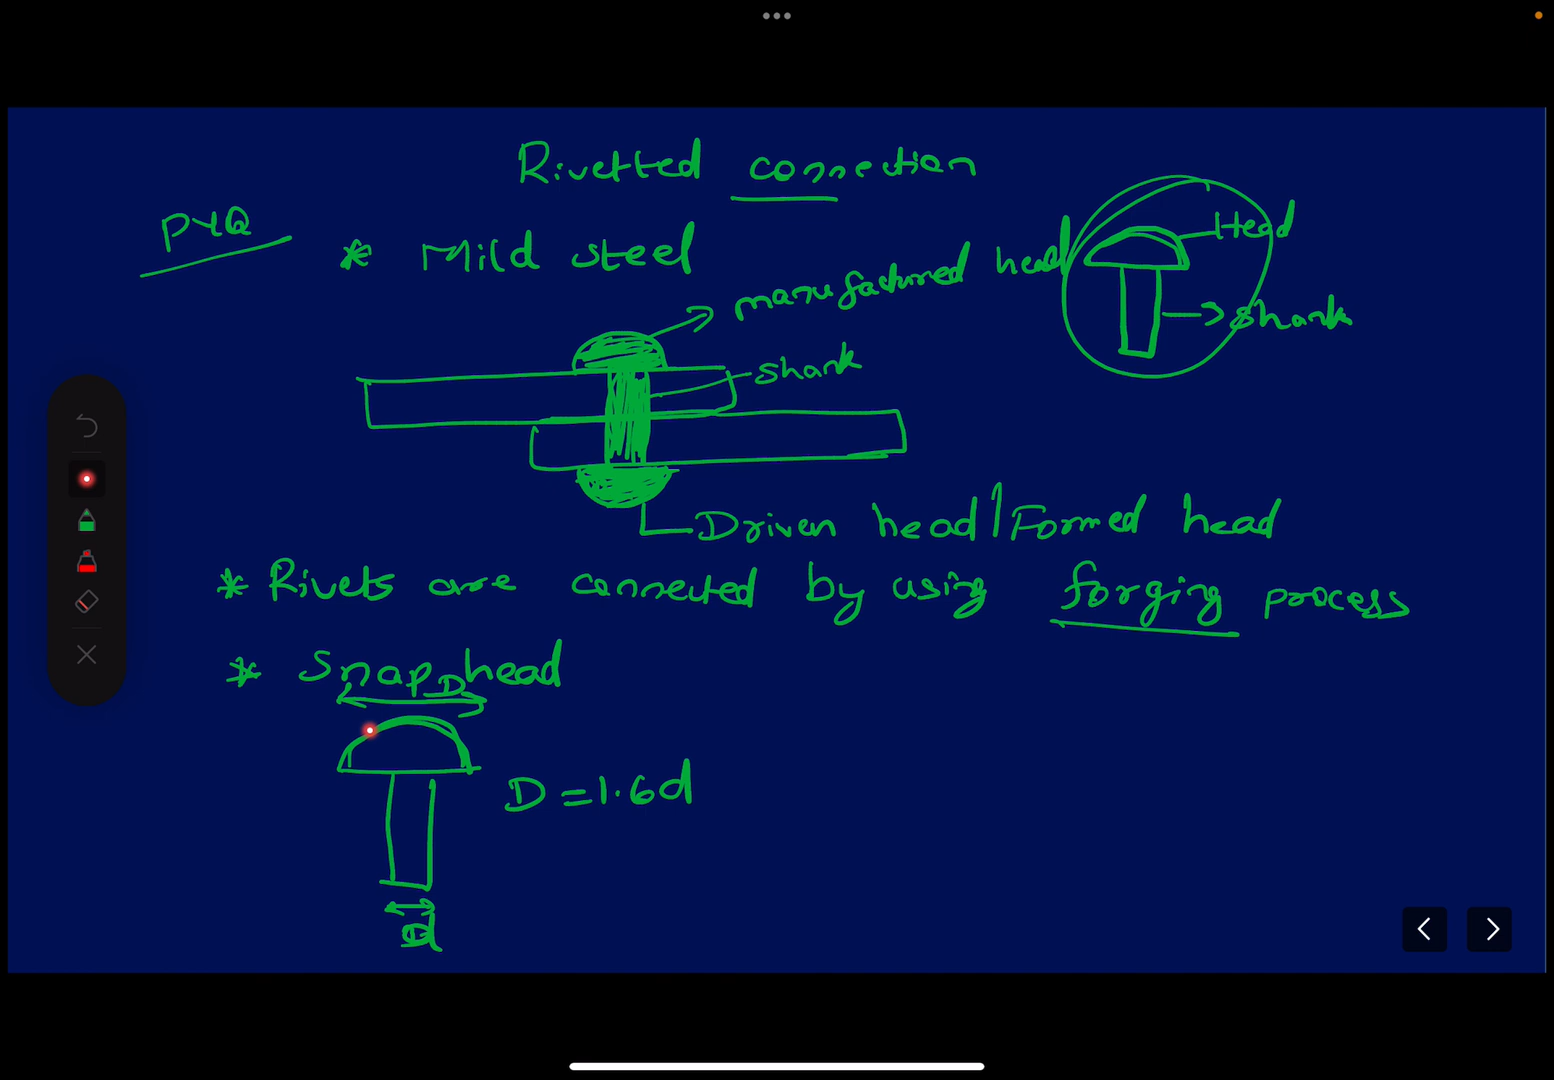 Rivetted connection
PYQ
* Mild steel
manufactured head
Head
shank
shank
Driven head/Formed head
* Rivets are connected by using forging process
* Snap head
D
D = 1.6d
d